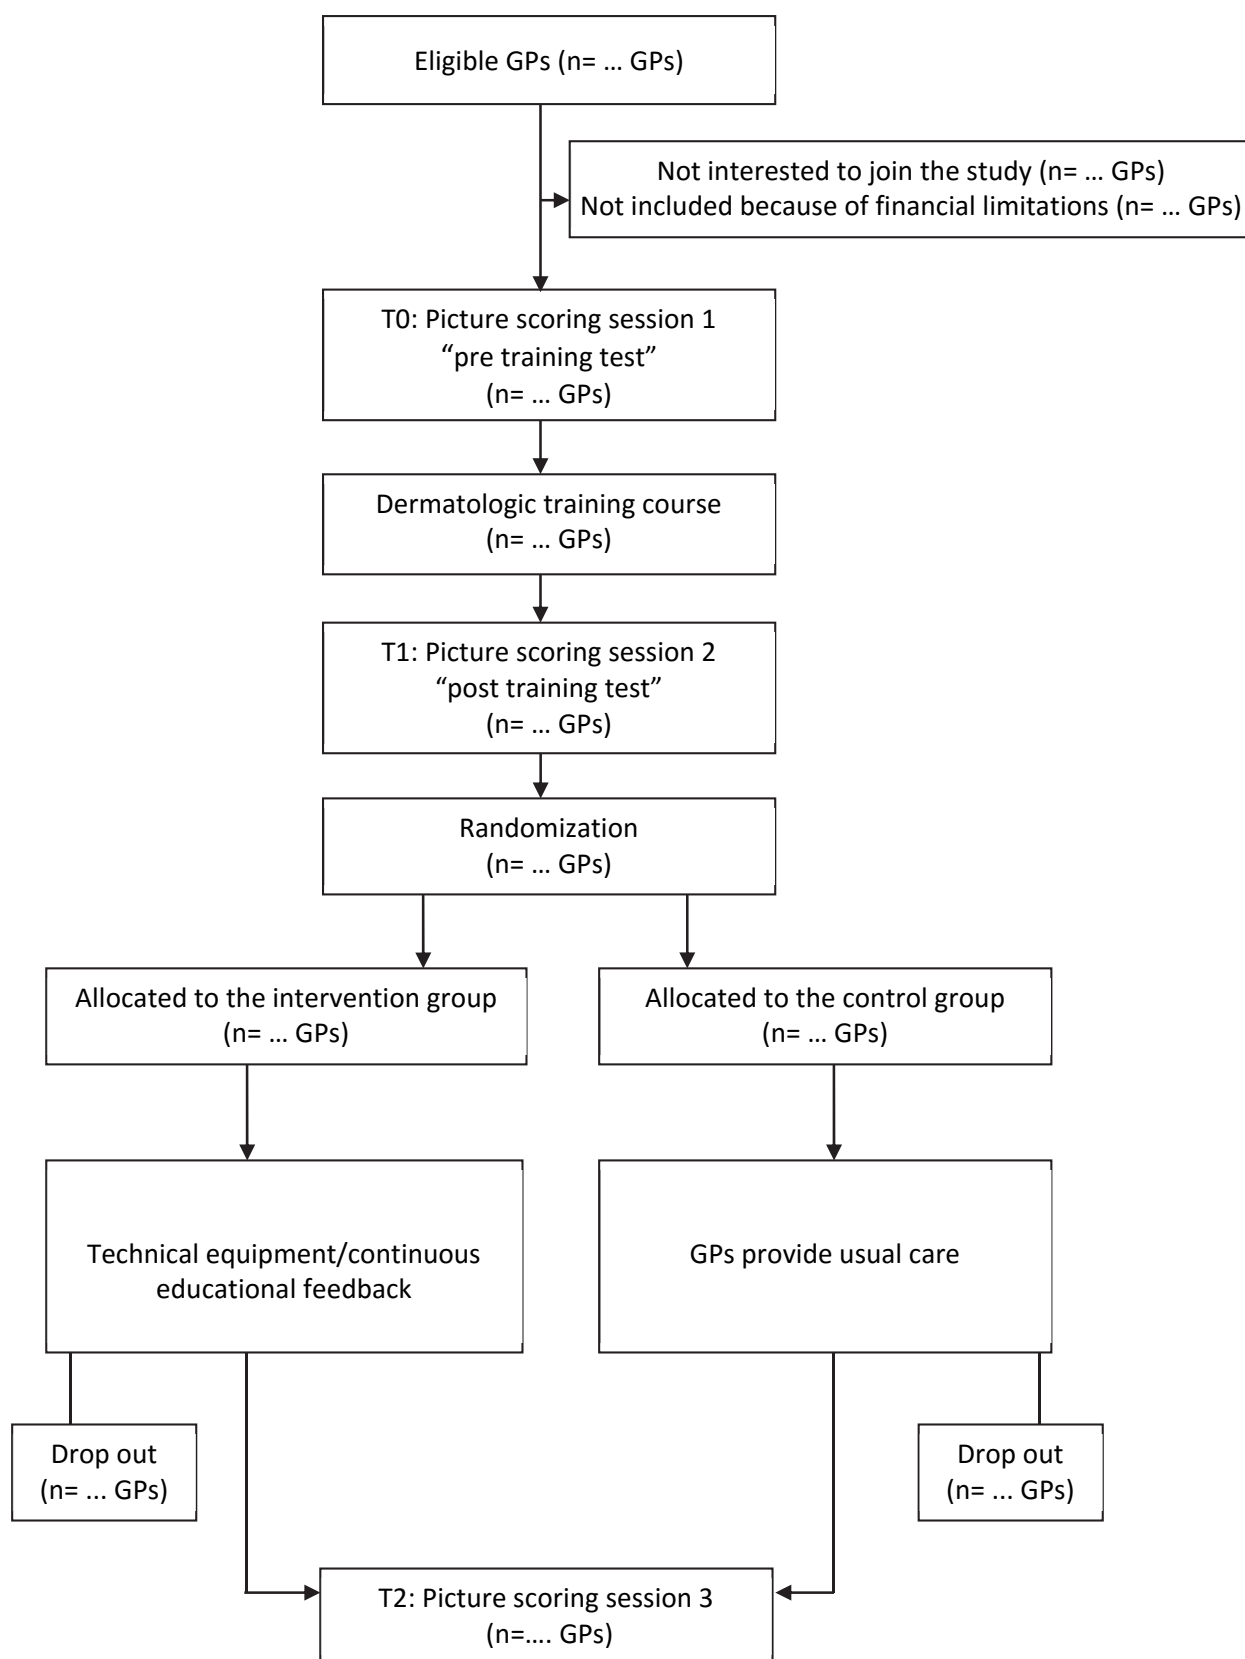 Eligible GPs (n= ... GPs)
Not interested to join the study (n= ... GPs)
Not included because of financial limitations (n= ... GPs)
T0: Picture scoring session 1
“pre training test”
(n= ... GPs)
Dermatologic training course
(n= ... GPs)
T1: Picture scoring session 2
“post training test”
(n= ... GPs)
Randomization
(n= ... GPs)
Allocated to the intervention group
(n= ... GPs)
Allocated to the control group
(n= ... GPs)
Technical equipment/continuous
educational feedback
GPs provide usual care
Drop out
(n= ... GPs)
Drop out
(n= ... GPs)
T2: Picture scoring session 3
(n=.... GPs)